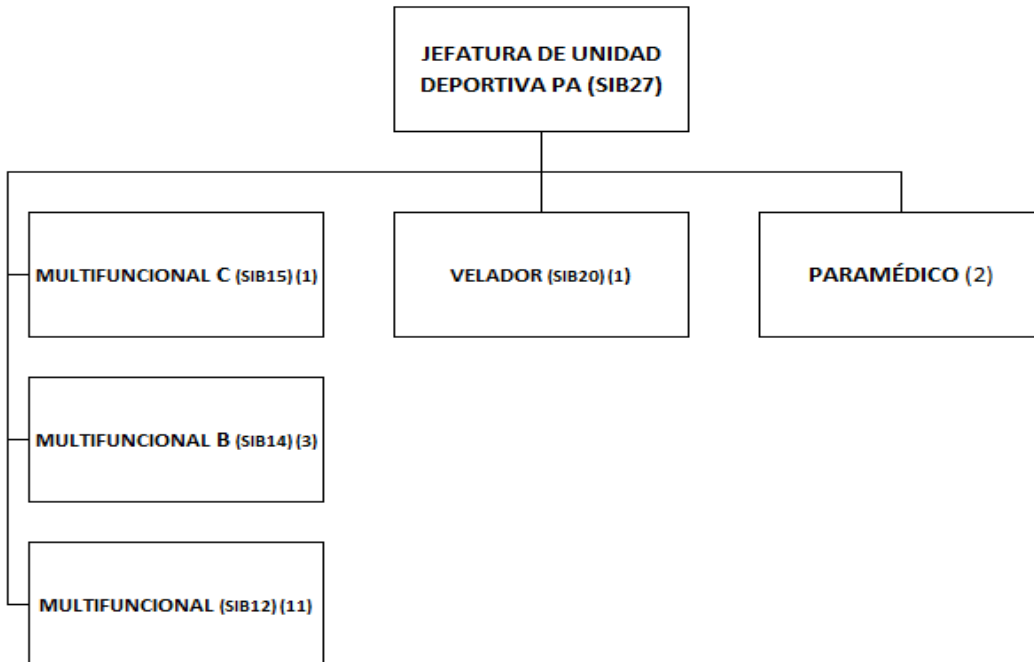 JEFATURA DE UNIDAD
DEPORTIVA PA (SIB27)
MULTIFUNCIONAL C (SIB15) (1)
VELADOR (SIB20) (1)
PARAMÉDICO (2)
MULTIFUNCIONAL B (SIB14) (3)
MULTIFUNCIONAL (SIB12) (11)